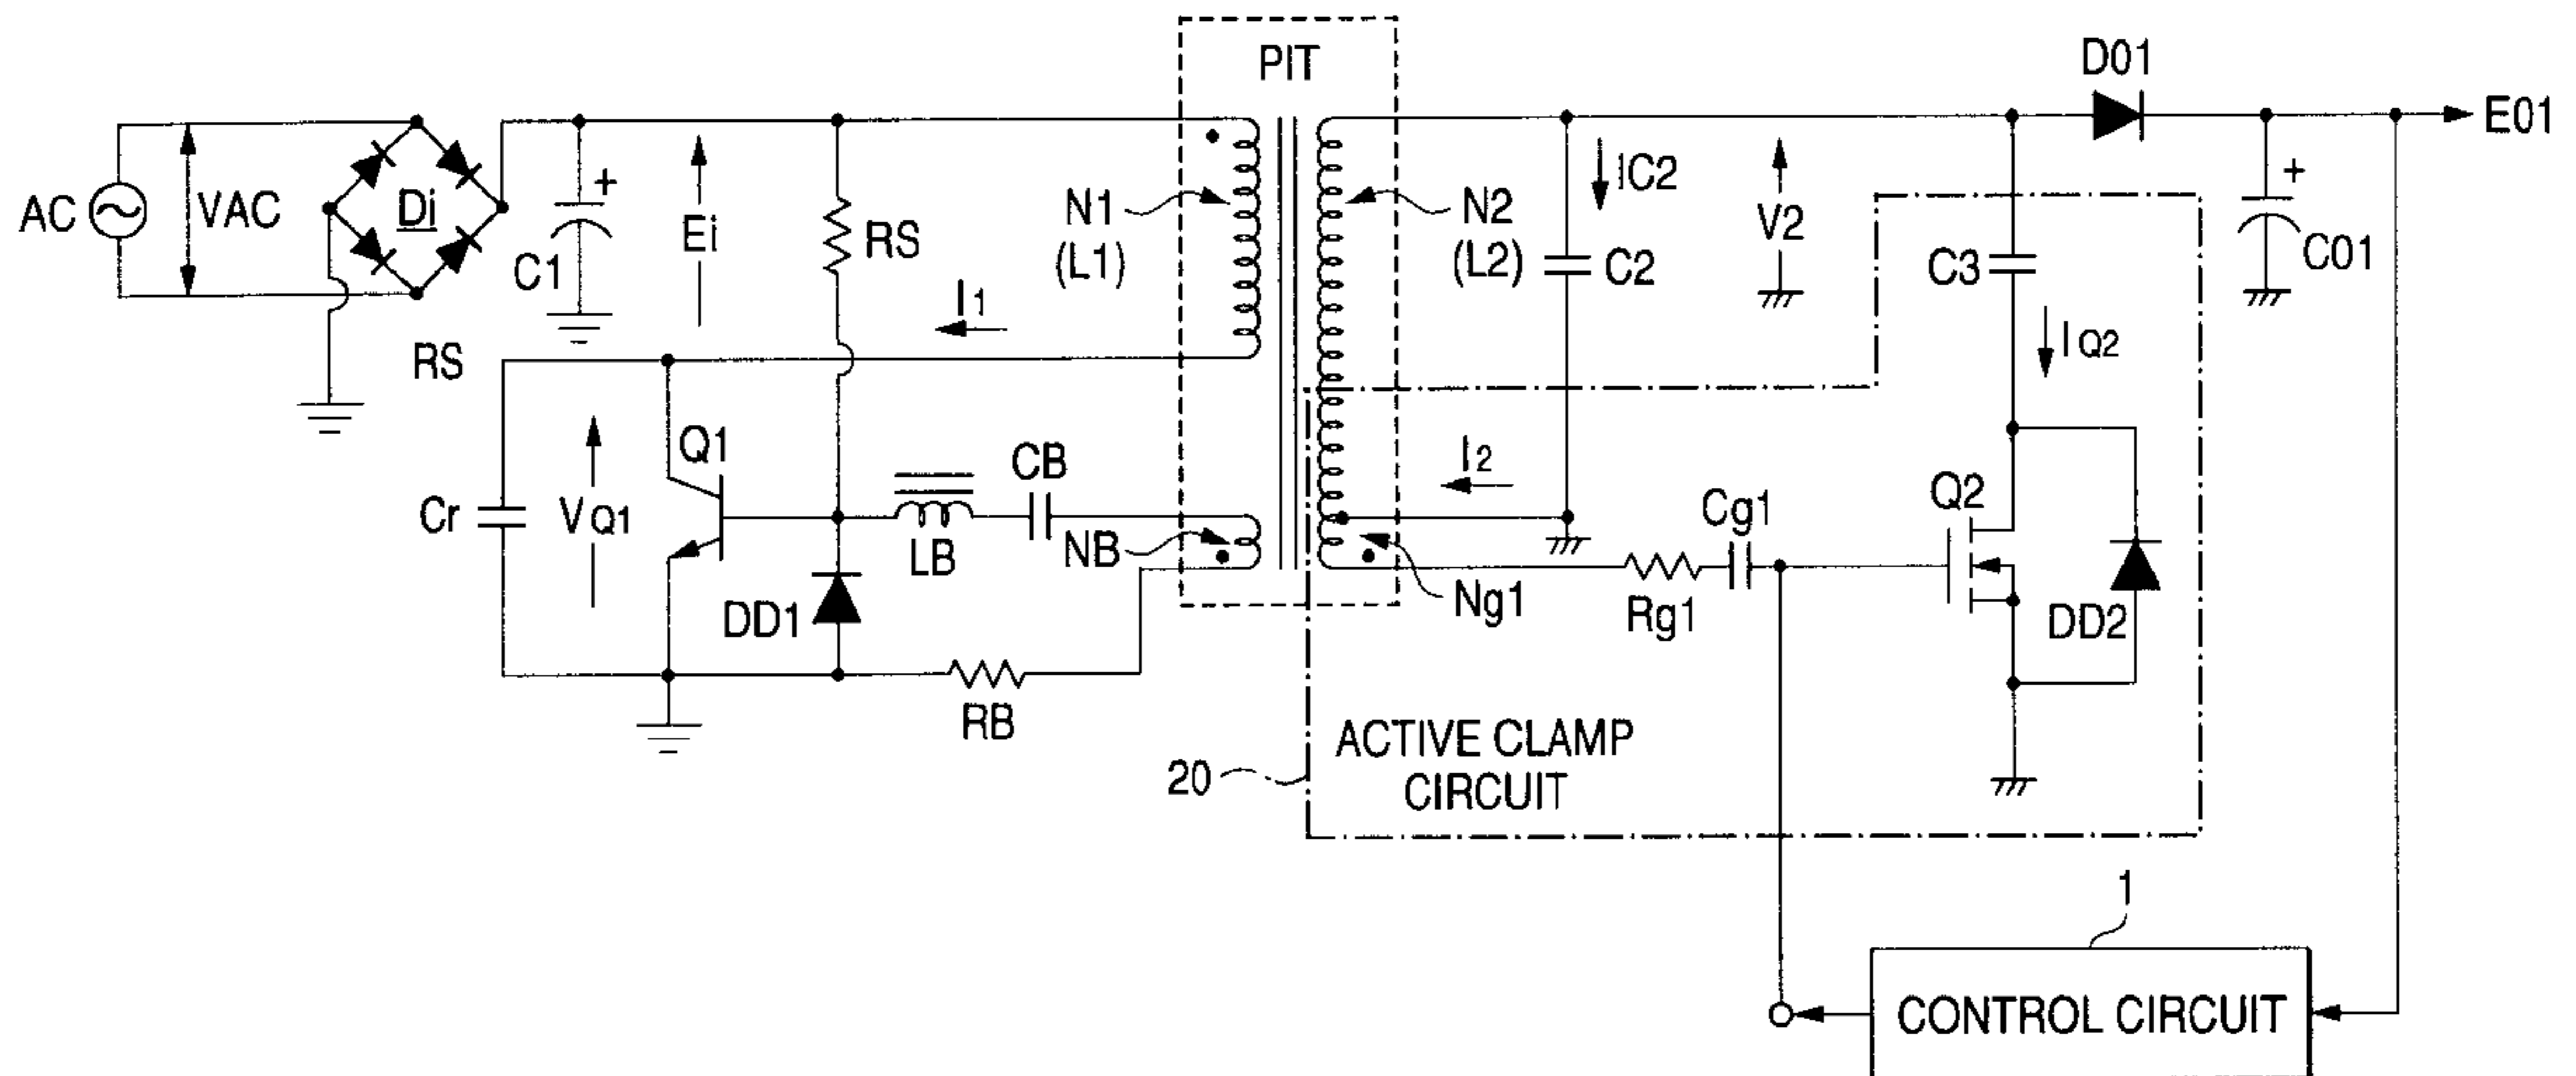 PIT
D01
E01
AC
VAC
Di
C1
+
Ei
RS
N1
(L1)
N2
(L2)
IC2
C2
V2
C3
+
C01
I1
IQ2
RS
Q1
CB
I2
Cg1
Q2
Cr
VQ1
LB
NB
DD1
Ng1
Rg1
DD2
RB
20
ACTIVE CLAMP
CIRCUIT
1
CONTROL CIRCUIT